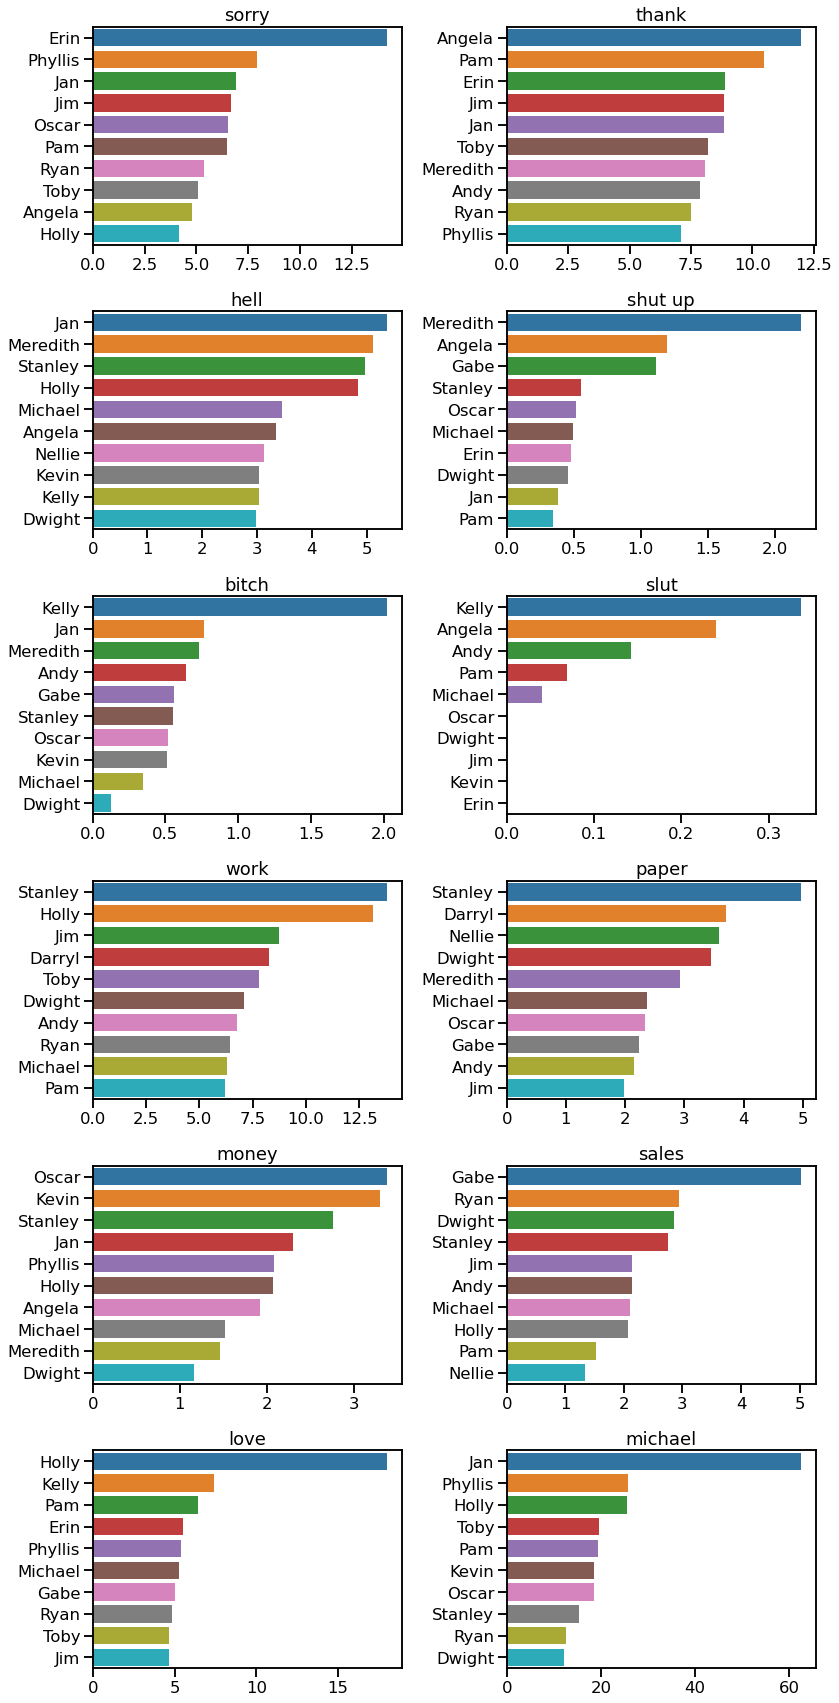 sorry
Erin
Phyllis
Jan
Jim
Oscar
Pam
Ryan
Toby
Angela
Holly
0.0 2.5 5.0 7.5 10.0 12.5
thank
Angela
Pam
Erin
Jim
Jan
Toby
Meredith
Andy
Ryan
Phyllis
0.0 2.5 5.0 7.5 10.0 12.5
hell
Jan
Meredith
Stanley
Holly
Michael
Angela
Nellie
Kevin
Kelly
Dwight
0 1 2 3 4 5
shut up
Meredith
Angela
Gabe
Stanley
Oscar
Michael
Erin
Dwight
Jan
Pam
0.0 0.5 1.0 1.5 2.0
bitch
Kelly
Jan
Meredith
Andy
Gabe
Stanley
Oscar
Kevin
Michael
Dwight
0.0 0.5 1.0 1.5 2.0
slut
Kelly
Angela
Andy
Pam
Michael
Oscar
Dwight
Jim
Kevin
Erin
0.0 0.1 0.2 0.3
work
Stanley
Holly
Jim
Darryl
Toby
Dwight
Andy
Ryan
Michael
Pam
0.0 2.5 5.0 7.5 10.0 12.5
paper
Stanley
Darryl
Nellie
Dwight
Meredith
Michael
Oscar
Gabe
Andy
Jim
0 1 2 3 4 5
money
Oscar
Kevin
Stanley
Jan
Phyllis
Holly
Angela
Michael
Meredith
Dwight
0 1 2 3
sales
Gabe
Ryan
Dwight
Stanley
Jim
Andy
Michael
Holly
Pam
Nellie
0 1 2 3 4 5
love
Holly
Kelly
Pam
Erin
Phyllis
Michael
Gabe
Ryan
Toby
Jim
0 5 10 15
michael
Jan
Phyllis
Holly
Toby
Pam
Kevin
Oscar
Stanley
Ryan
Dwight
0 20 40 60